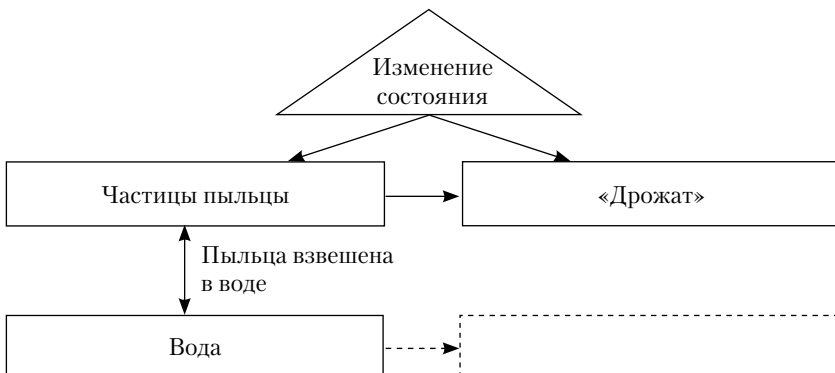 Изменение
состояния
Частицы пыльцы
«Дрожат»
Пыльца взвешена
в воде
Вода